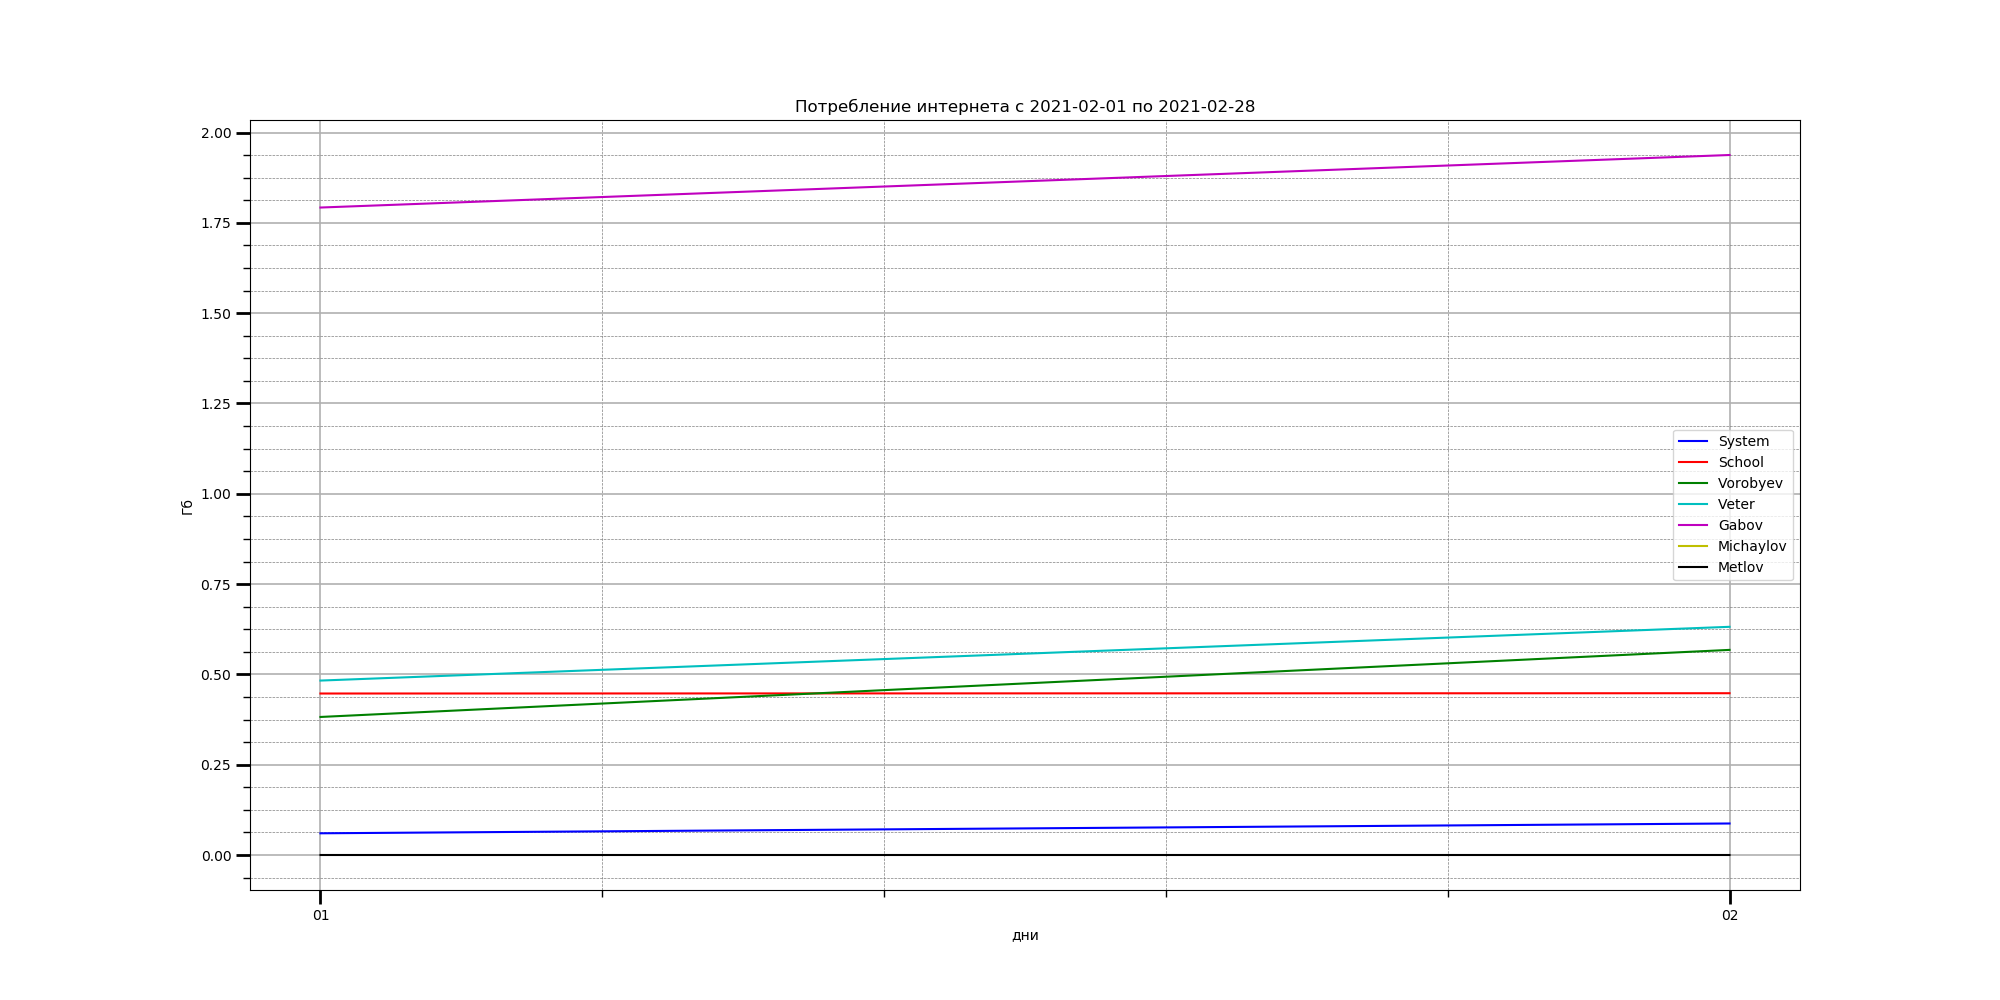 Потребление интернета с 2021-02-01 по 2021-02-28
2.00
1.75
1.50
1.25
1.00
0.75
0.50
0.25
0.00
Гб
System
School
Vorobyev
Veter
Gabov
Michaylov
Metlov
01
02
дни